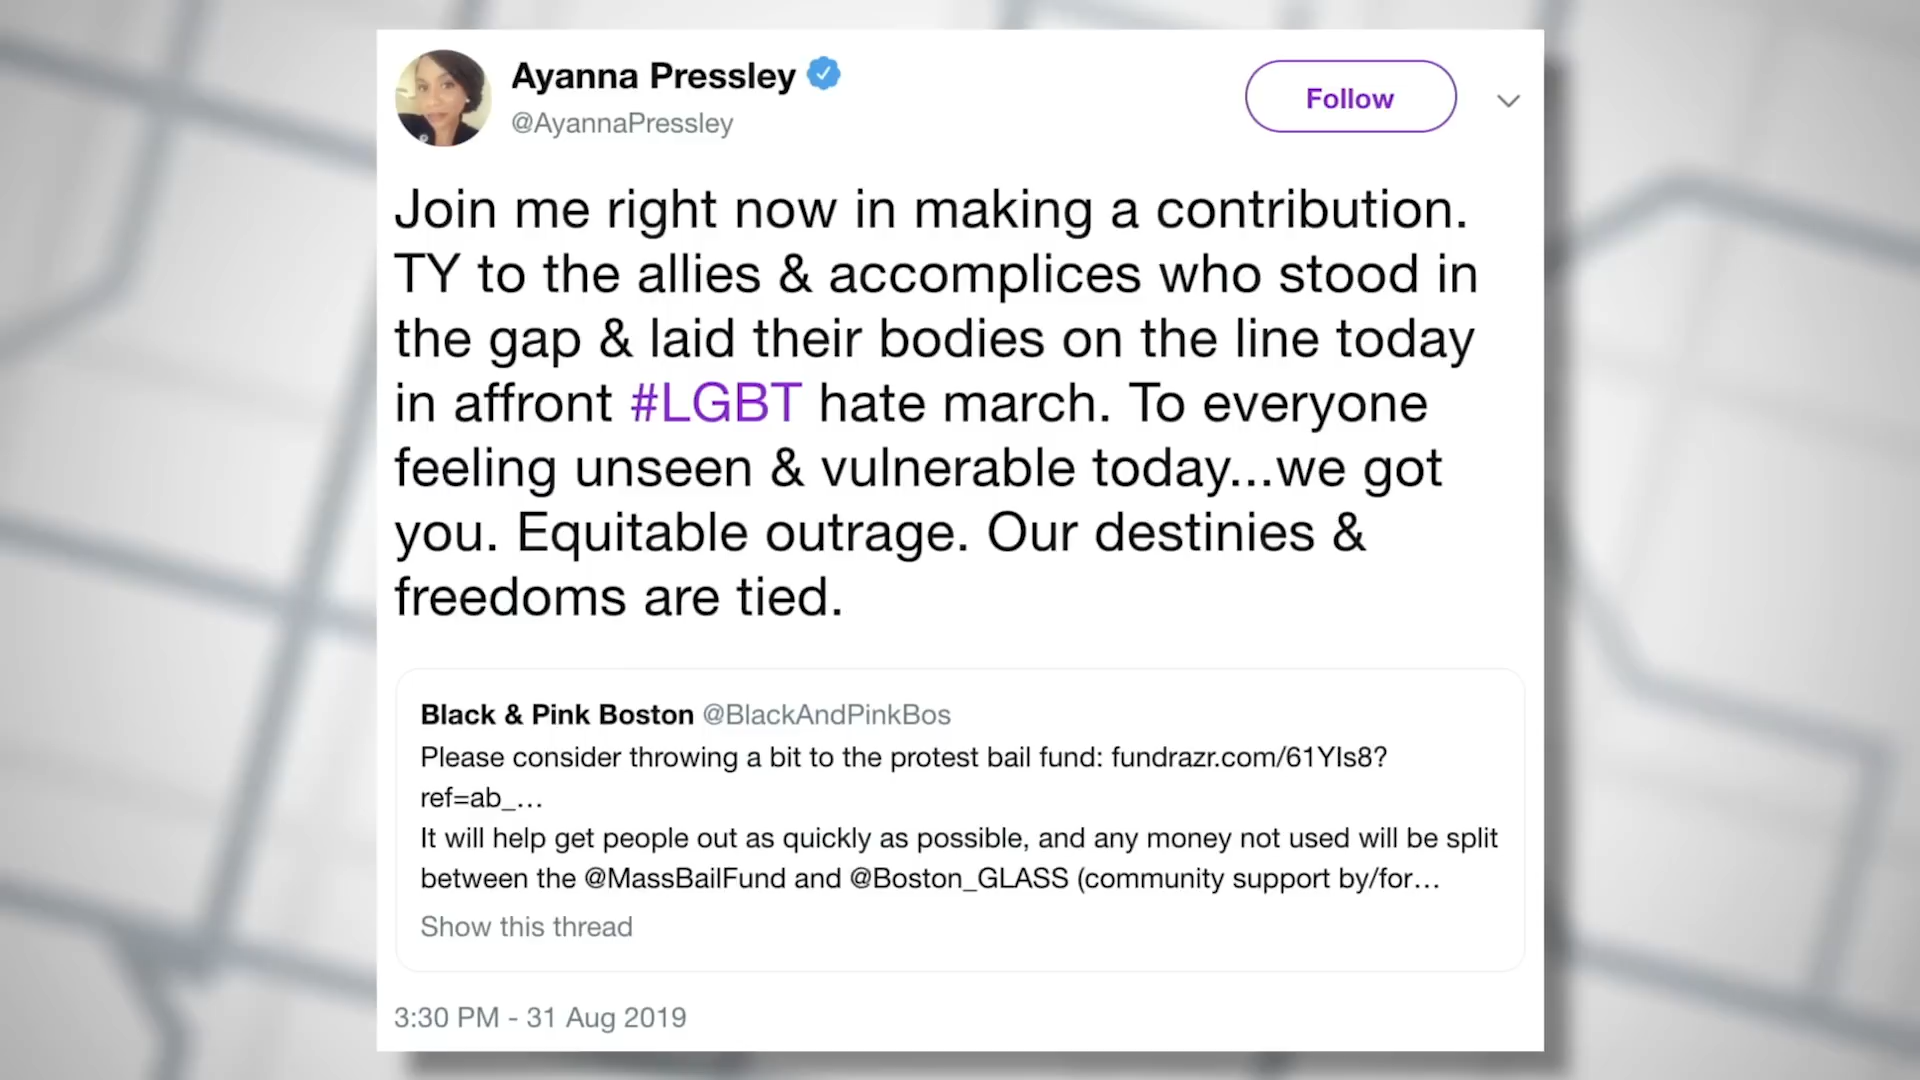 Ayanna Pressley
@AyannaPressley
Follow
Join me right now in making a contribution.
TY to the allies & accomplices who stood in
the gap & laid their bodies on the line today
in affront #LGBT hate march. To everyone
feeling unseen & vulnerable today...we got
you. Equitable outrage. Our destinies &
freedoms are tied.
Black & Pink Boston @BlackAndPinkBos
Please consider throwing a bit to the protest bail fund: fundrazr.com/61YIs8?
ref=ab_…
It will help get people out as quickly as possible, and any money not used will be split
between the @MassBailFund and @Boston_GLASS (community support by/for…
Show this thread
3:30 PM - 31 Aug 2019